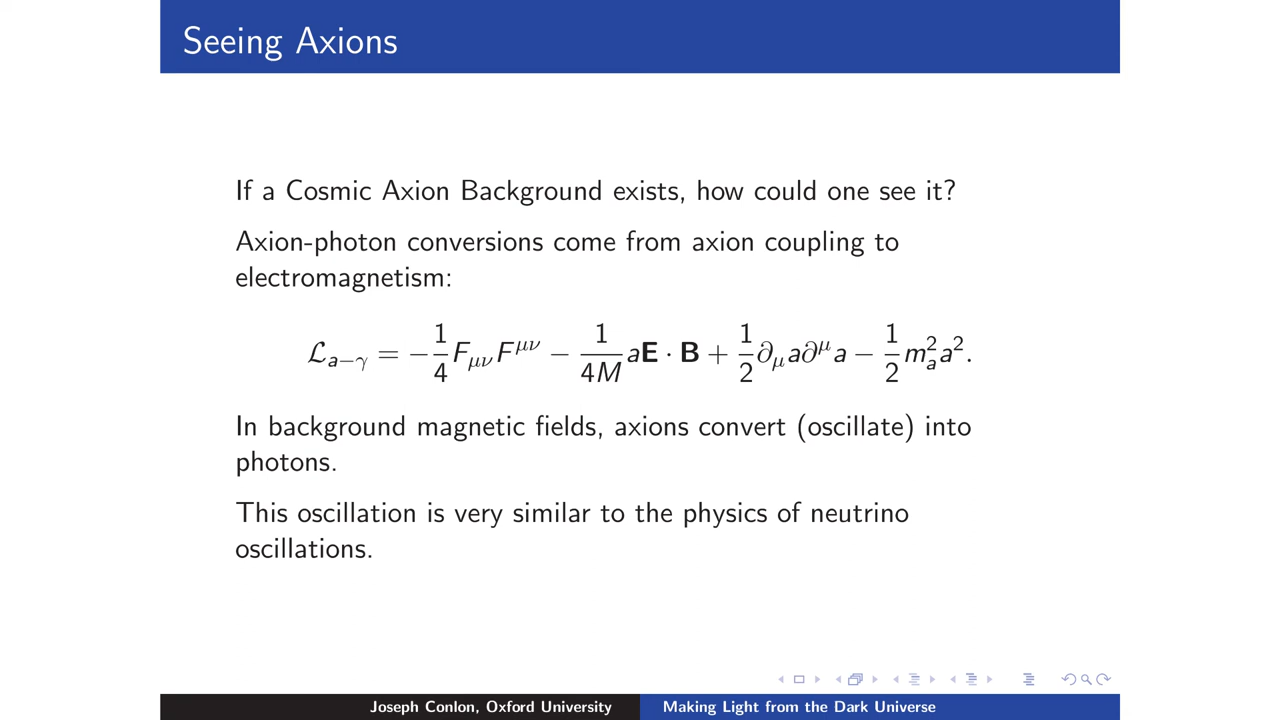 Seeing Axions
If a Cosmic Axion Background exists, how could one see it?
Axion-photon conversions come from axion coupling to
electromagnetism:
ℒₐ₋ᵧ = −1/4 F_{μν}F^{μν} − 1/(4M) a𝐄 · 𝐁 + 1/2 ∂_μ a∂^μ a − 1/2 m_a^2 a^2.
In background magnetic fields, axions convert (oscillate) into
photons.
This oscillation is very similar to the physics of neutrino
oscillations.
Joseph Conlon, Oxford University
Making Light from the Dark Universe